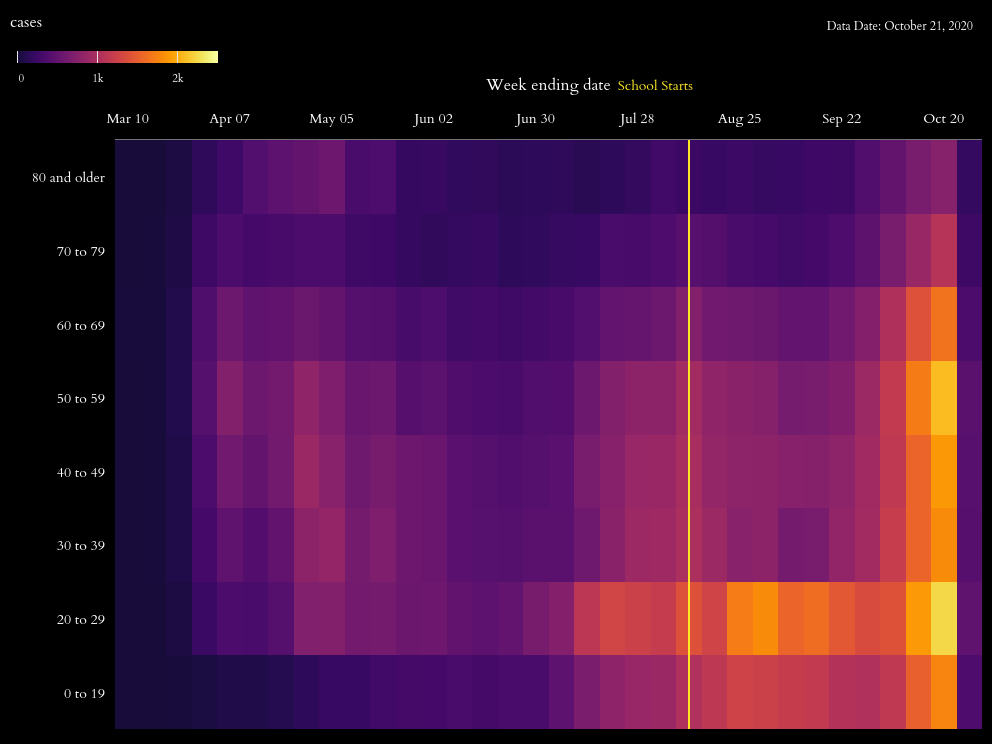 cases
Data Date: October 21, 2020
0 1k 2k
Week ending date School Starts
Mar 10 Apr 07 May 05 Jun 02 Jun 30 Jul 28 Aug 25 Sep 22 Oct 20
80 and older
70 to 79
60 to 69
50 to 59
40 to 49
30 to 39
20 to 29
0 to 19